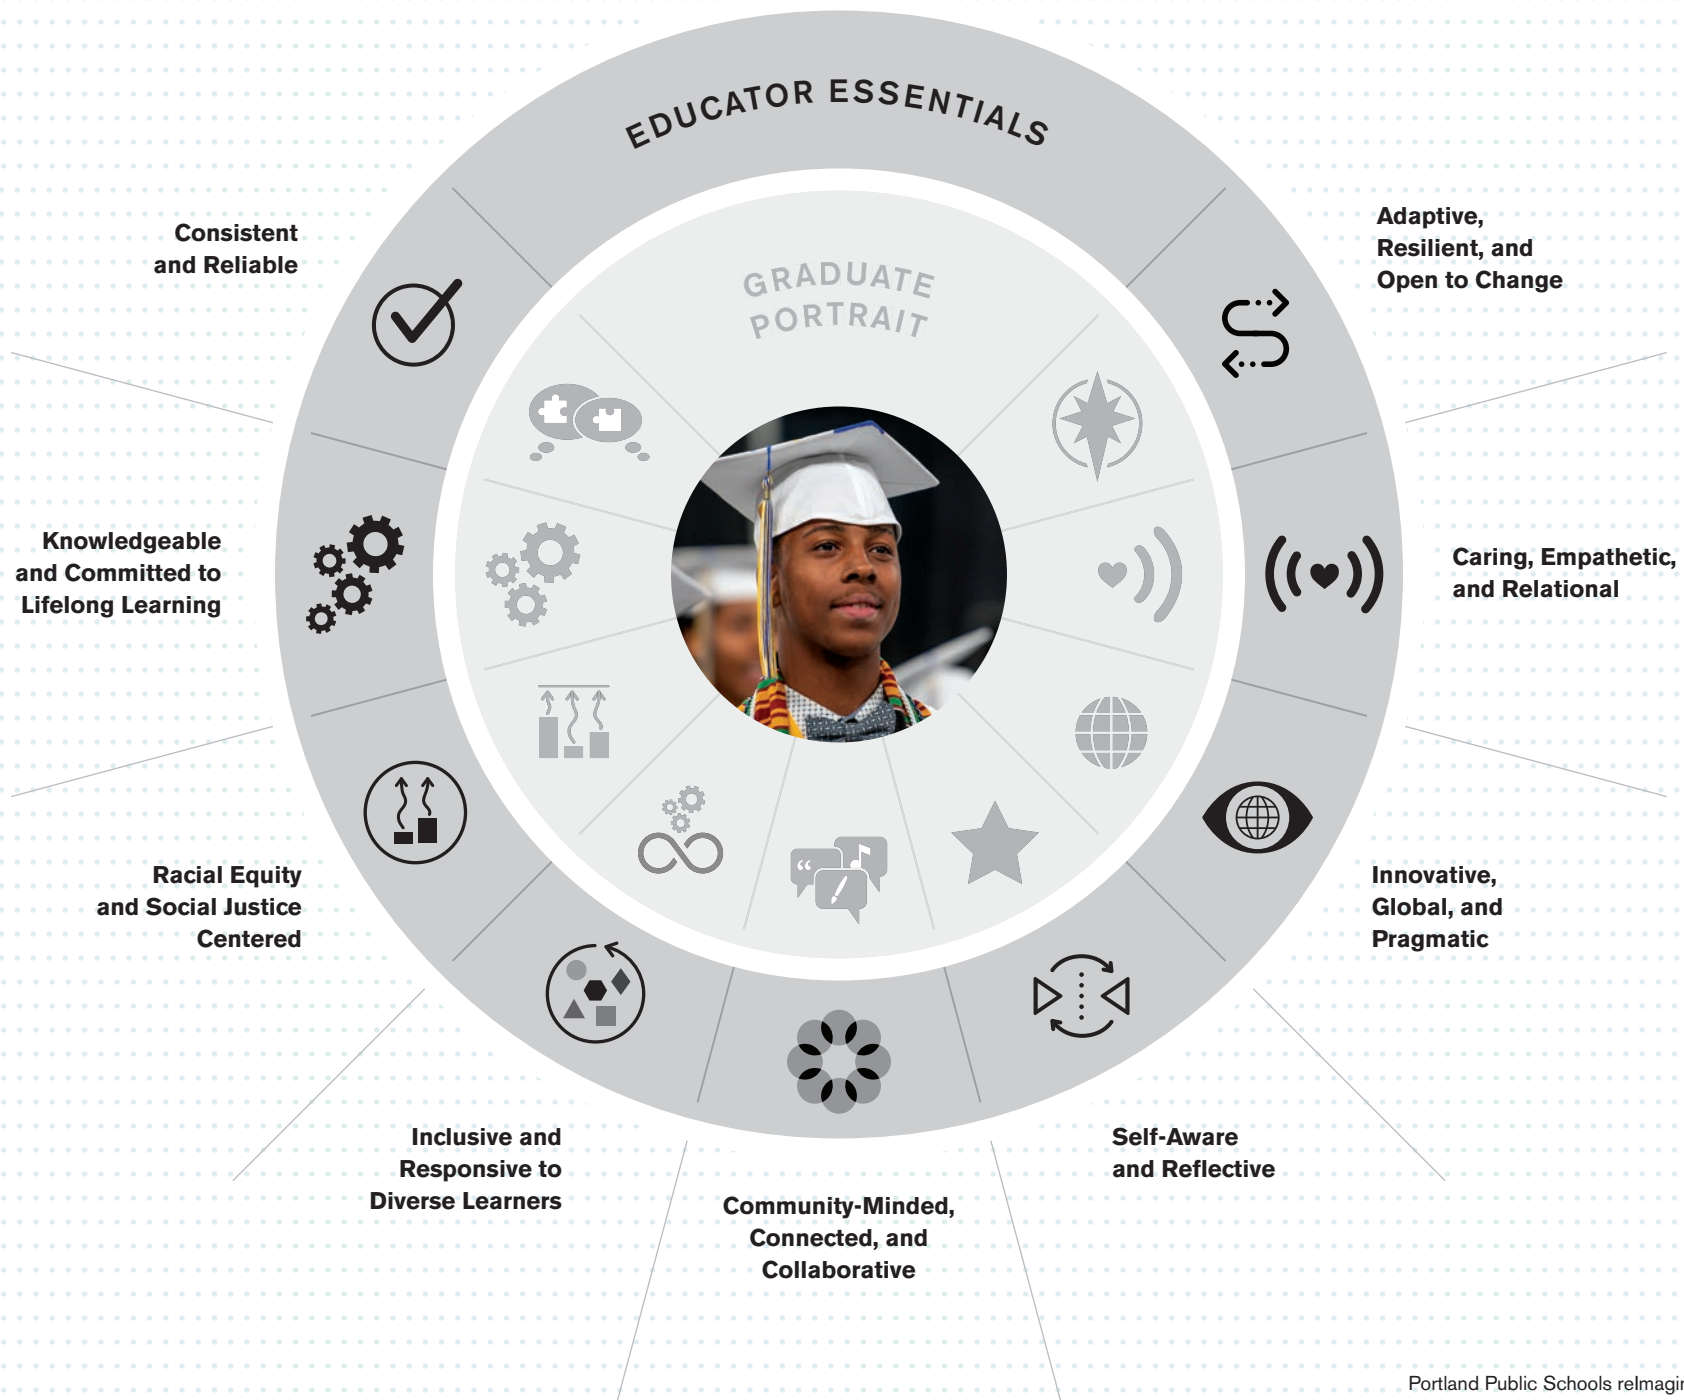 EDUCATOR ESSENTIALS
GRADUATE
PORTRAIT
Adaptive,
Resilient, and
Open to Change
Caring, Empathetic,
and Relational
Innovative,
Global, and
Pragmatic
Self-Aware
and Reflective
Community-Minded,
Connected, and
Collaborative
Inclusive and
Responsive to
Diverse Learners
Racial Equity
and Social Justice
Centered
Knowledgeable
and Committed to
Lifelong Learning
Consistent
and Reliable
Portland Public Schools